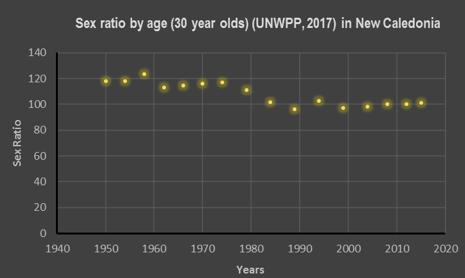 Sex ratio by age (30 year olds) (UNWPP, 2017) in New Caledonia
140
120
100
80
60
40
20
0
Sex Ratio
1940 1950 1960 1970 1980 1990 2000 2010 2020
Years